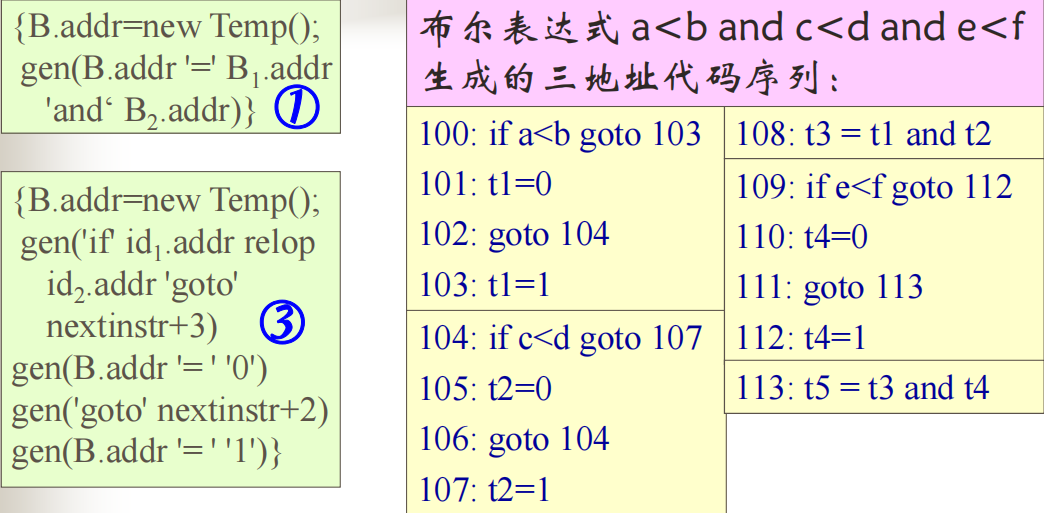 {B.addr=new Temp();
gen(B.addr '=' B₁.addr
'and‘ B₂.addr)} ①
{B.addr=new Temp();
gen('if' id₁.addr relop
id₂.addr 'goto'
nextinstr+3) ③
gen(B.addr '= ' '0')
gen('goto' nextinstr+2)
gen(B.addr '= ' '1')}
布尔表达式 a<b and c<d and e<f
生成的三地址代码序列：
100: if a<b goto 103
101: t1=0
102: goto 104
103: t1=1
104: if c<d goto 107
105: t2=0
106: goto 104
107: t2=1
108: t3 = t1 and t2
109: if e<f goto 112
110: t4=0
111: goto 113
112: t4=1
113: t5 = t3 and t4